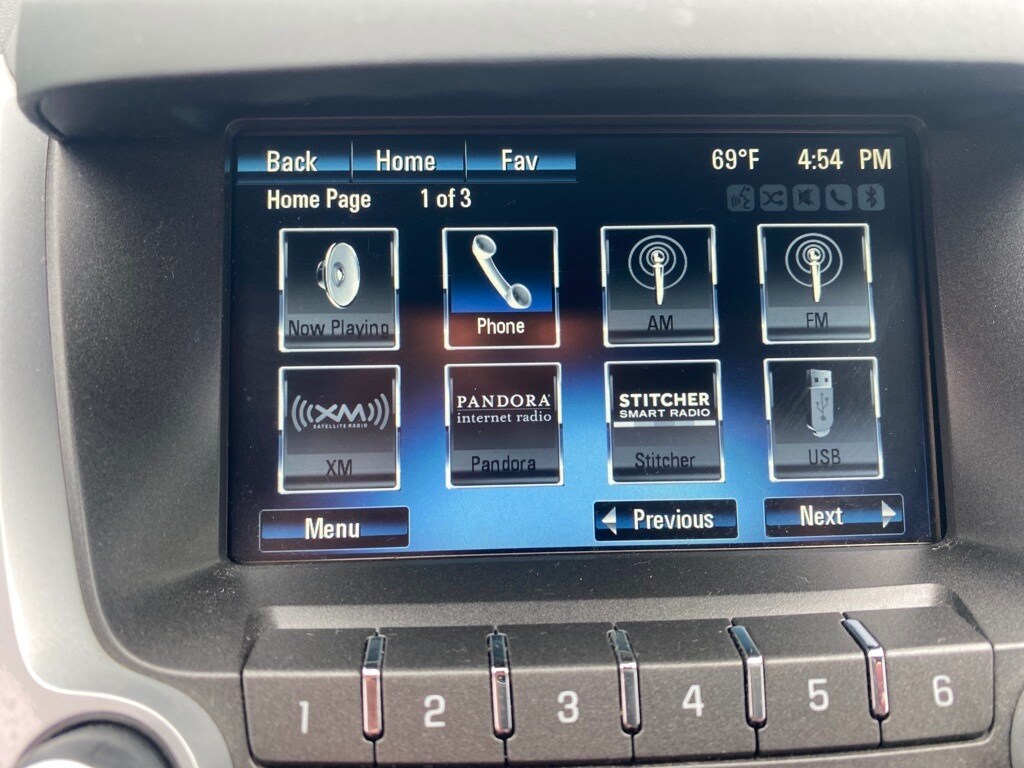 Back Home Fav 69°F 4:54 PM
Home Page 1 of 3
Now Playing Phone AM FM
XM
SATELLITE RADIO
PANDORA
internet radio
STITCHER
SMART RADIO
XM Pandora Stitcher USB
Menu Previous Next
1 2 3 4 5 6